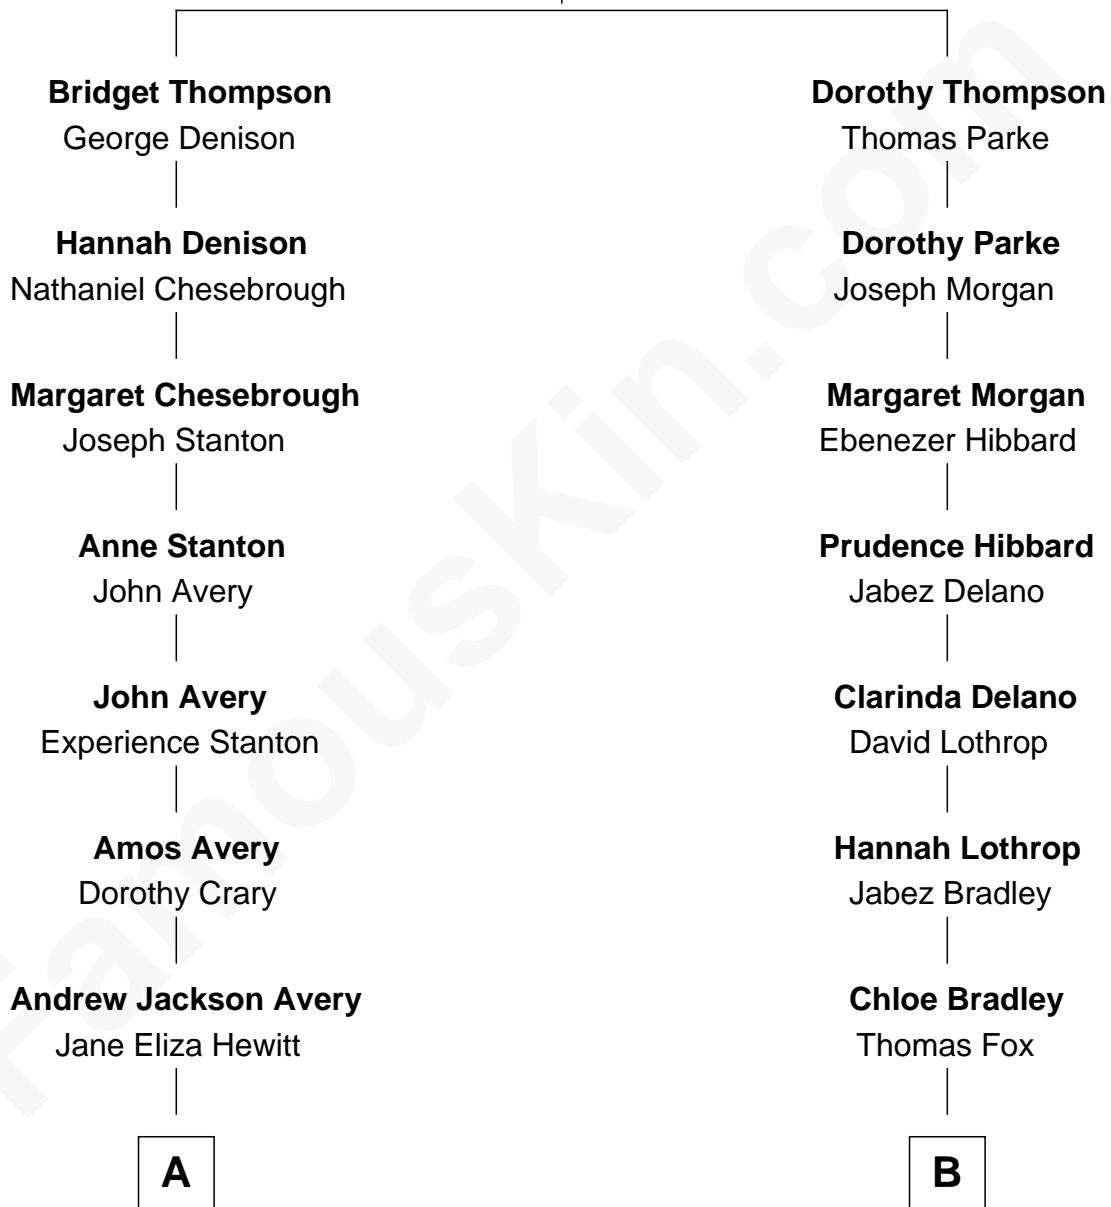 Bridget Thompson
George Denison
Hannah Denison
Nathaniel Chesebrough
Margaret Chesebrough
Joseph Stanton
Anne Stanton
John Avery
John Avery
Experience Stanton
Amos Avery
Dorothy Crary
Andrew Jackson Avery
Jane Eliza Hewitt
A
Dorothy Thompson
Thomas Parke
Dorothy Parke
Joseph Morgan
Margaret Morgan
Ebenezer Hibbard
Prudence Hibbard
Jabez Delano
Clarinda Delano
David Lothrop
Hannah Lothrop
Jabez Bradley
Chloe Bradley
Thomas Fox
B
FamousKin.com